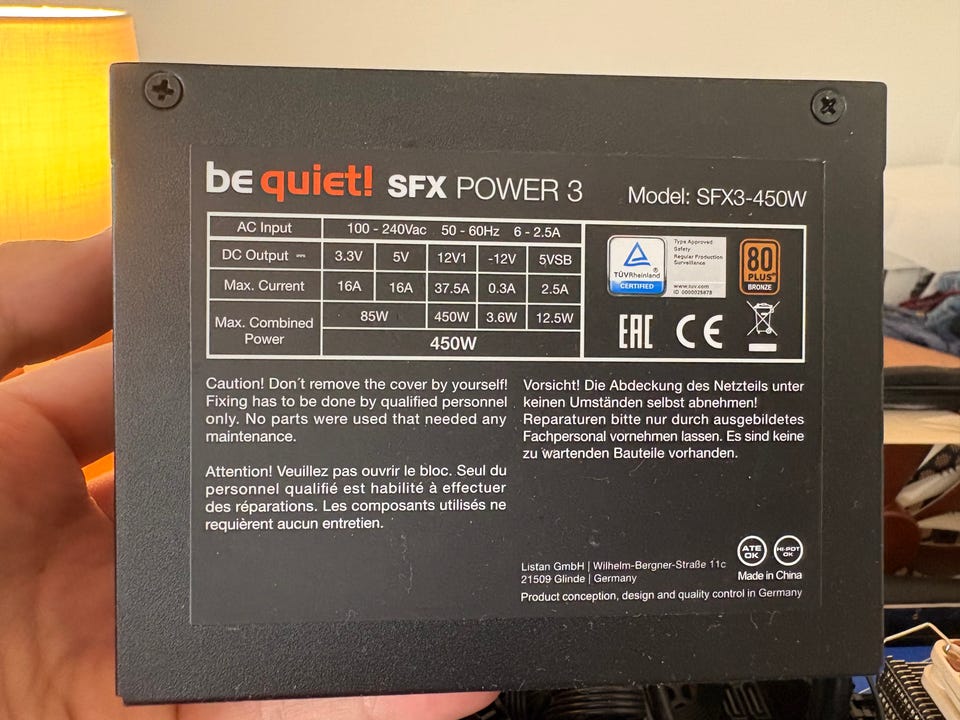 be quiet! SFX POWER 3 Model: SFX3-450W
AC Input 100 - 240Vac 50 - 60Hz 6 - 2.5A
DC Output ⎓ 3.3V 5V 12V1 -12V 5VSB
Max. Current 16A 16A 37.5A 0.3A 2.5A
Max. Combined Power 85W 450W 3.6W 12.5W
450W
TÜVRheinland®
CERTIFIED
Type Approved
Safety
Regular Production
Surveillance
www.tuv.com
ID 0000025878
80
PLUS
BRONZE
EAC CE
Caution! Don´t remove the cover by yourself!
Fixing has to be done by qualified personnel
only. No parts were used that needed any
maintenance.
Attention! Veuillez pas ouvrir le bloc. Seul du
personnel qualifié est habilité à effectuer
des réparations. Les composants utilisés ne
requièrent aucun entretien.
Vorsicht! Die Abdeckung des Netzteils unter
keinen Umständen selbst abnehmen!
Reparaturen bitte nur durch ausgebildetes
Fachpersonal vornehmen lassen. Es sind keine
zu wartenden Bauteile vorhanden.
ATE
OK
HI-POT
OK
Listan GmbH | Wilhelm-Bergner-Straße 11c
21509 Glinde | Germany
Made in China
Product conception, design and quality control in Germany